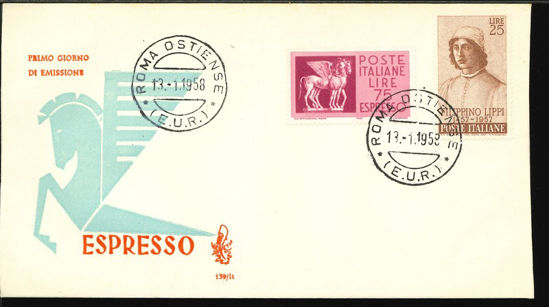 PRIMO GIORNO
DI EMISSIONE
ROMA OSTIENSE
13.-1.1958
(E.U.R.)
POSTE
ITALIANE
LIRE
75
ESPRESSO
LIRE
25
FILIPPINO LIPPI
1457-1957
POSTE ITALIANE
ROMA OSTIENSE
13.-1.1958
(E.U.R.)
ESPRESSO
139/It